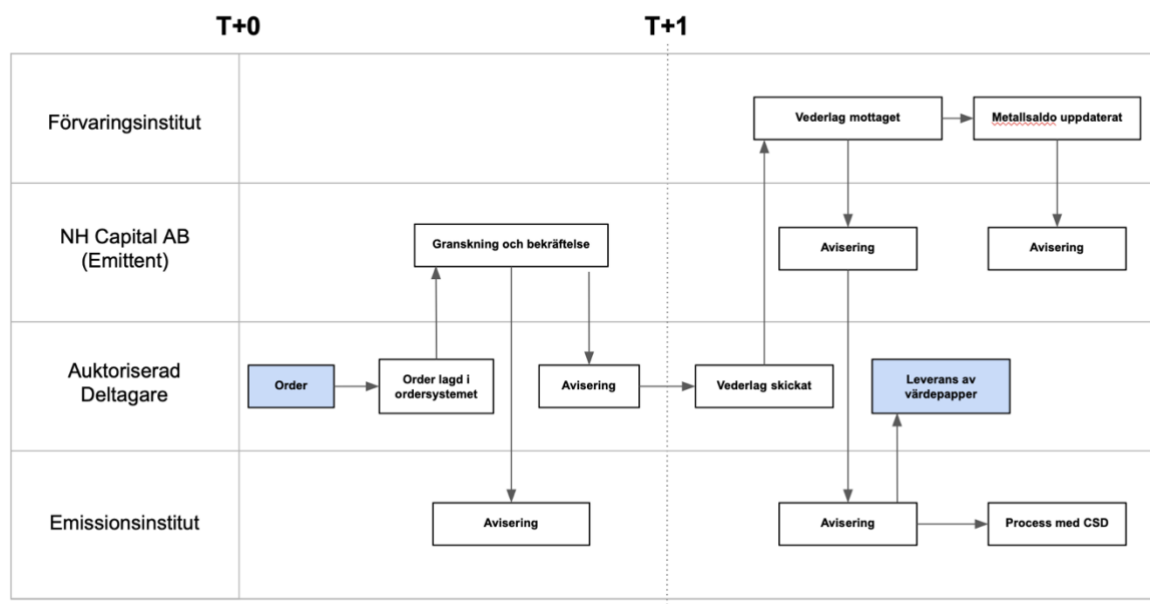 T+0
T+1
Förvaringsinstitut
Vederlag mottaget
Metallsaldo uppdaterat
NH Capital AB
(Emittent)
Granskning och bekräftelse
Avisering
Avisering
Auktoriserad
Deltagare
Order
Order lagd i
ordersystemet
Avisering
Vederlag skickat
Leverans av
värdepapper
Emissionsinstitut
Avisering
Avisering
Process med CSD